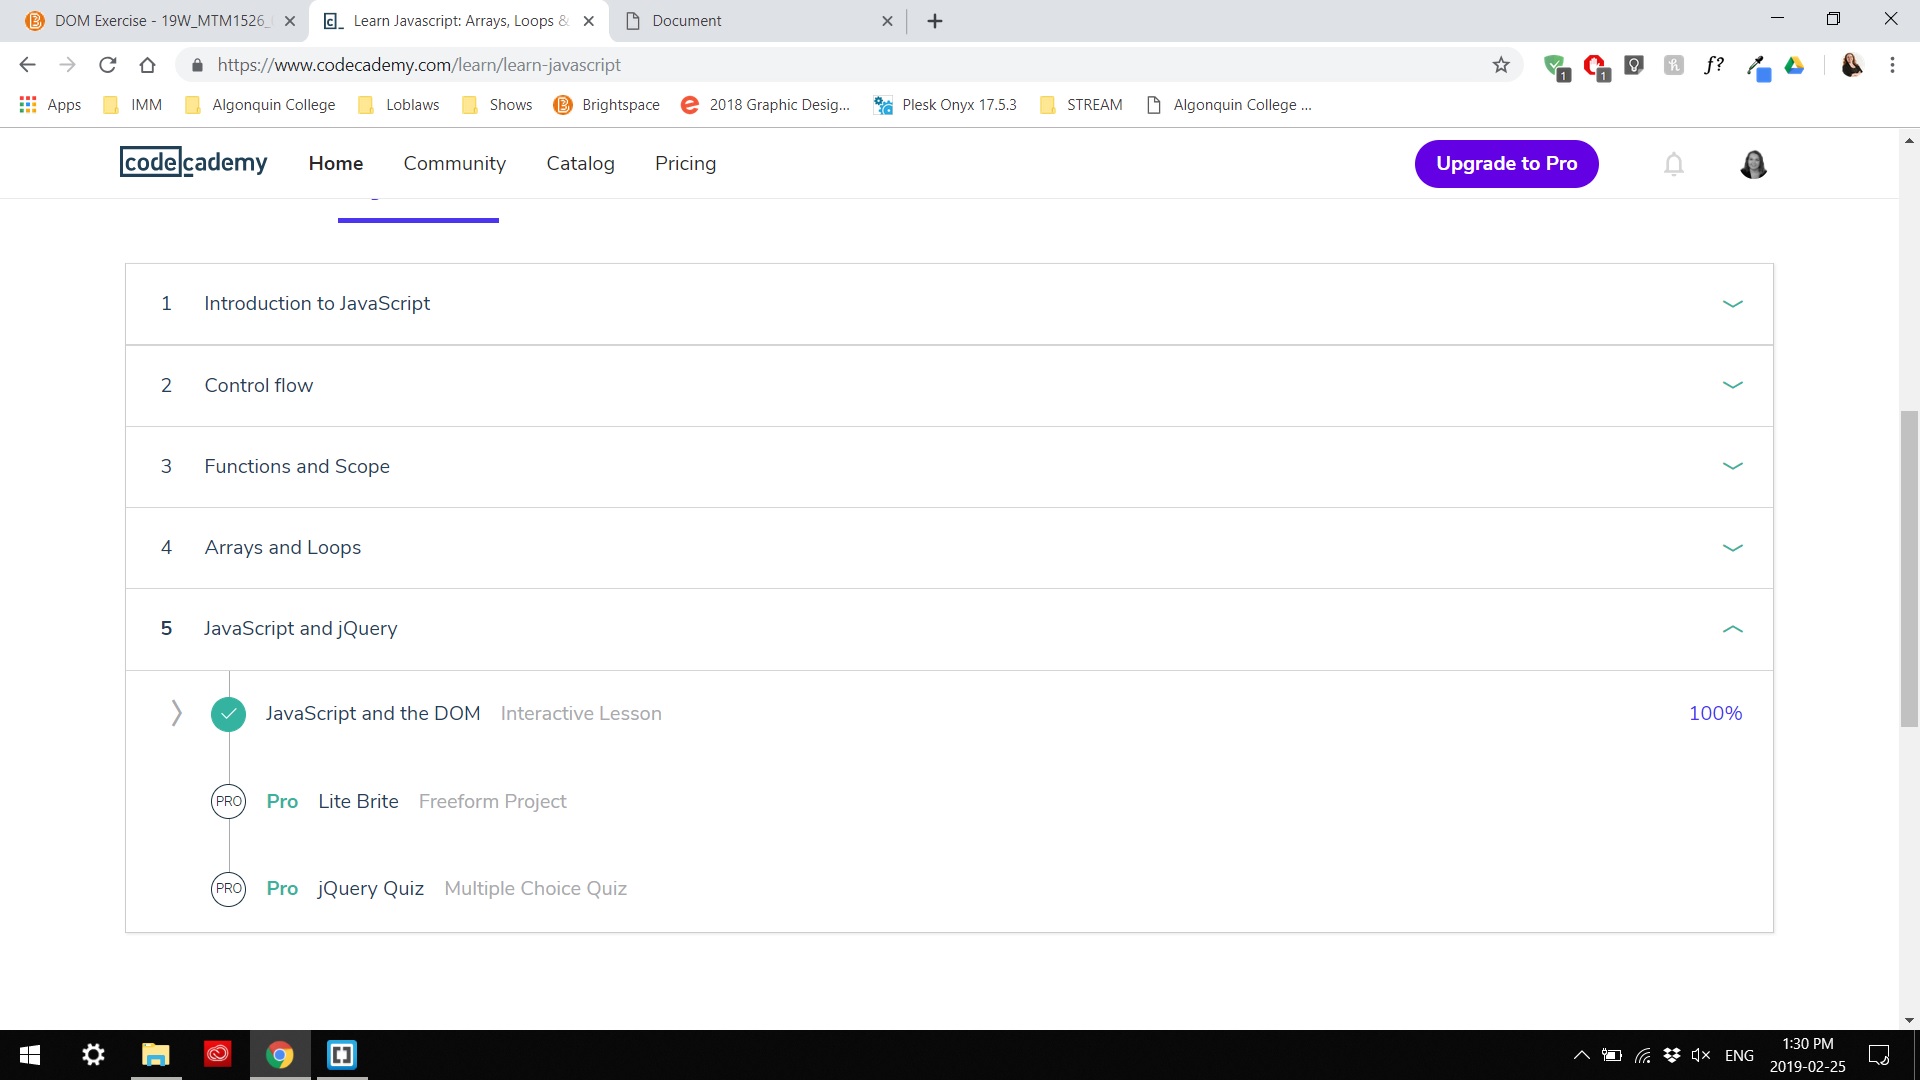 DOM Exercise - 19W_MTM1526_
Learn Javascript: Arrays, Loops &
Document
https://www.codecademy.com/learn/learn-javascript
1
1
f?
Apps
IMM
Algonquin College
Loblaws
Shows
Brightspace
2018 Graphic Desig...
Plesk Onyx 17.5.3
STREAM
Algonquin College ...
codecademy
Home
Community
Catalog
Pricing
Upgrade to Pro
1 Introduction to JavaScript
2 Control flow
3 Functions and Scope
4 Arrays and Loops
5 JavaScript and jQuery
JavaScript and the DOM Interactive Lesson 100%
PRO Pro Lite Brite Freeform Project
PRO Pro jQuery Quiz Multiple Choice Quiz
ENG
1:30 PM
2019-02-25